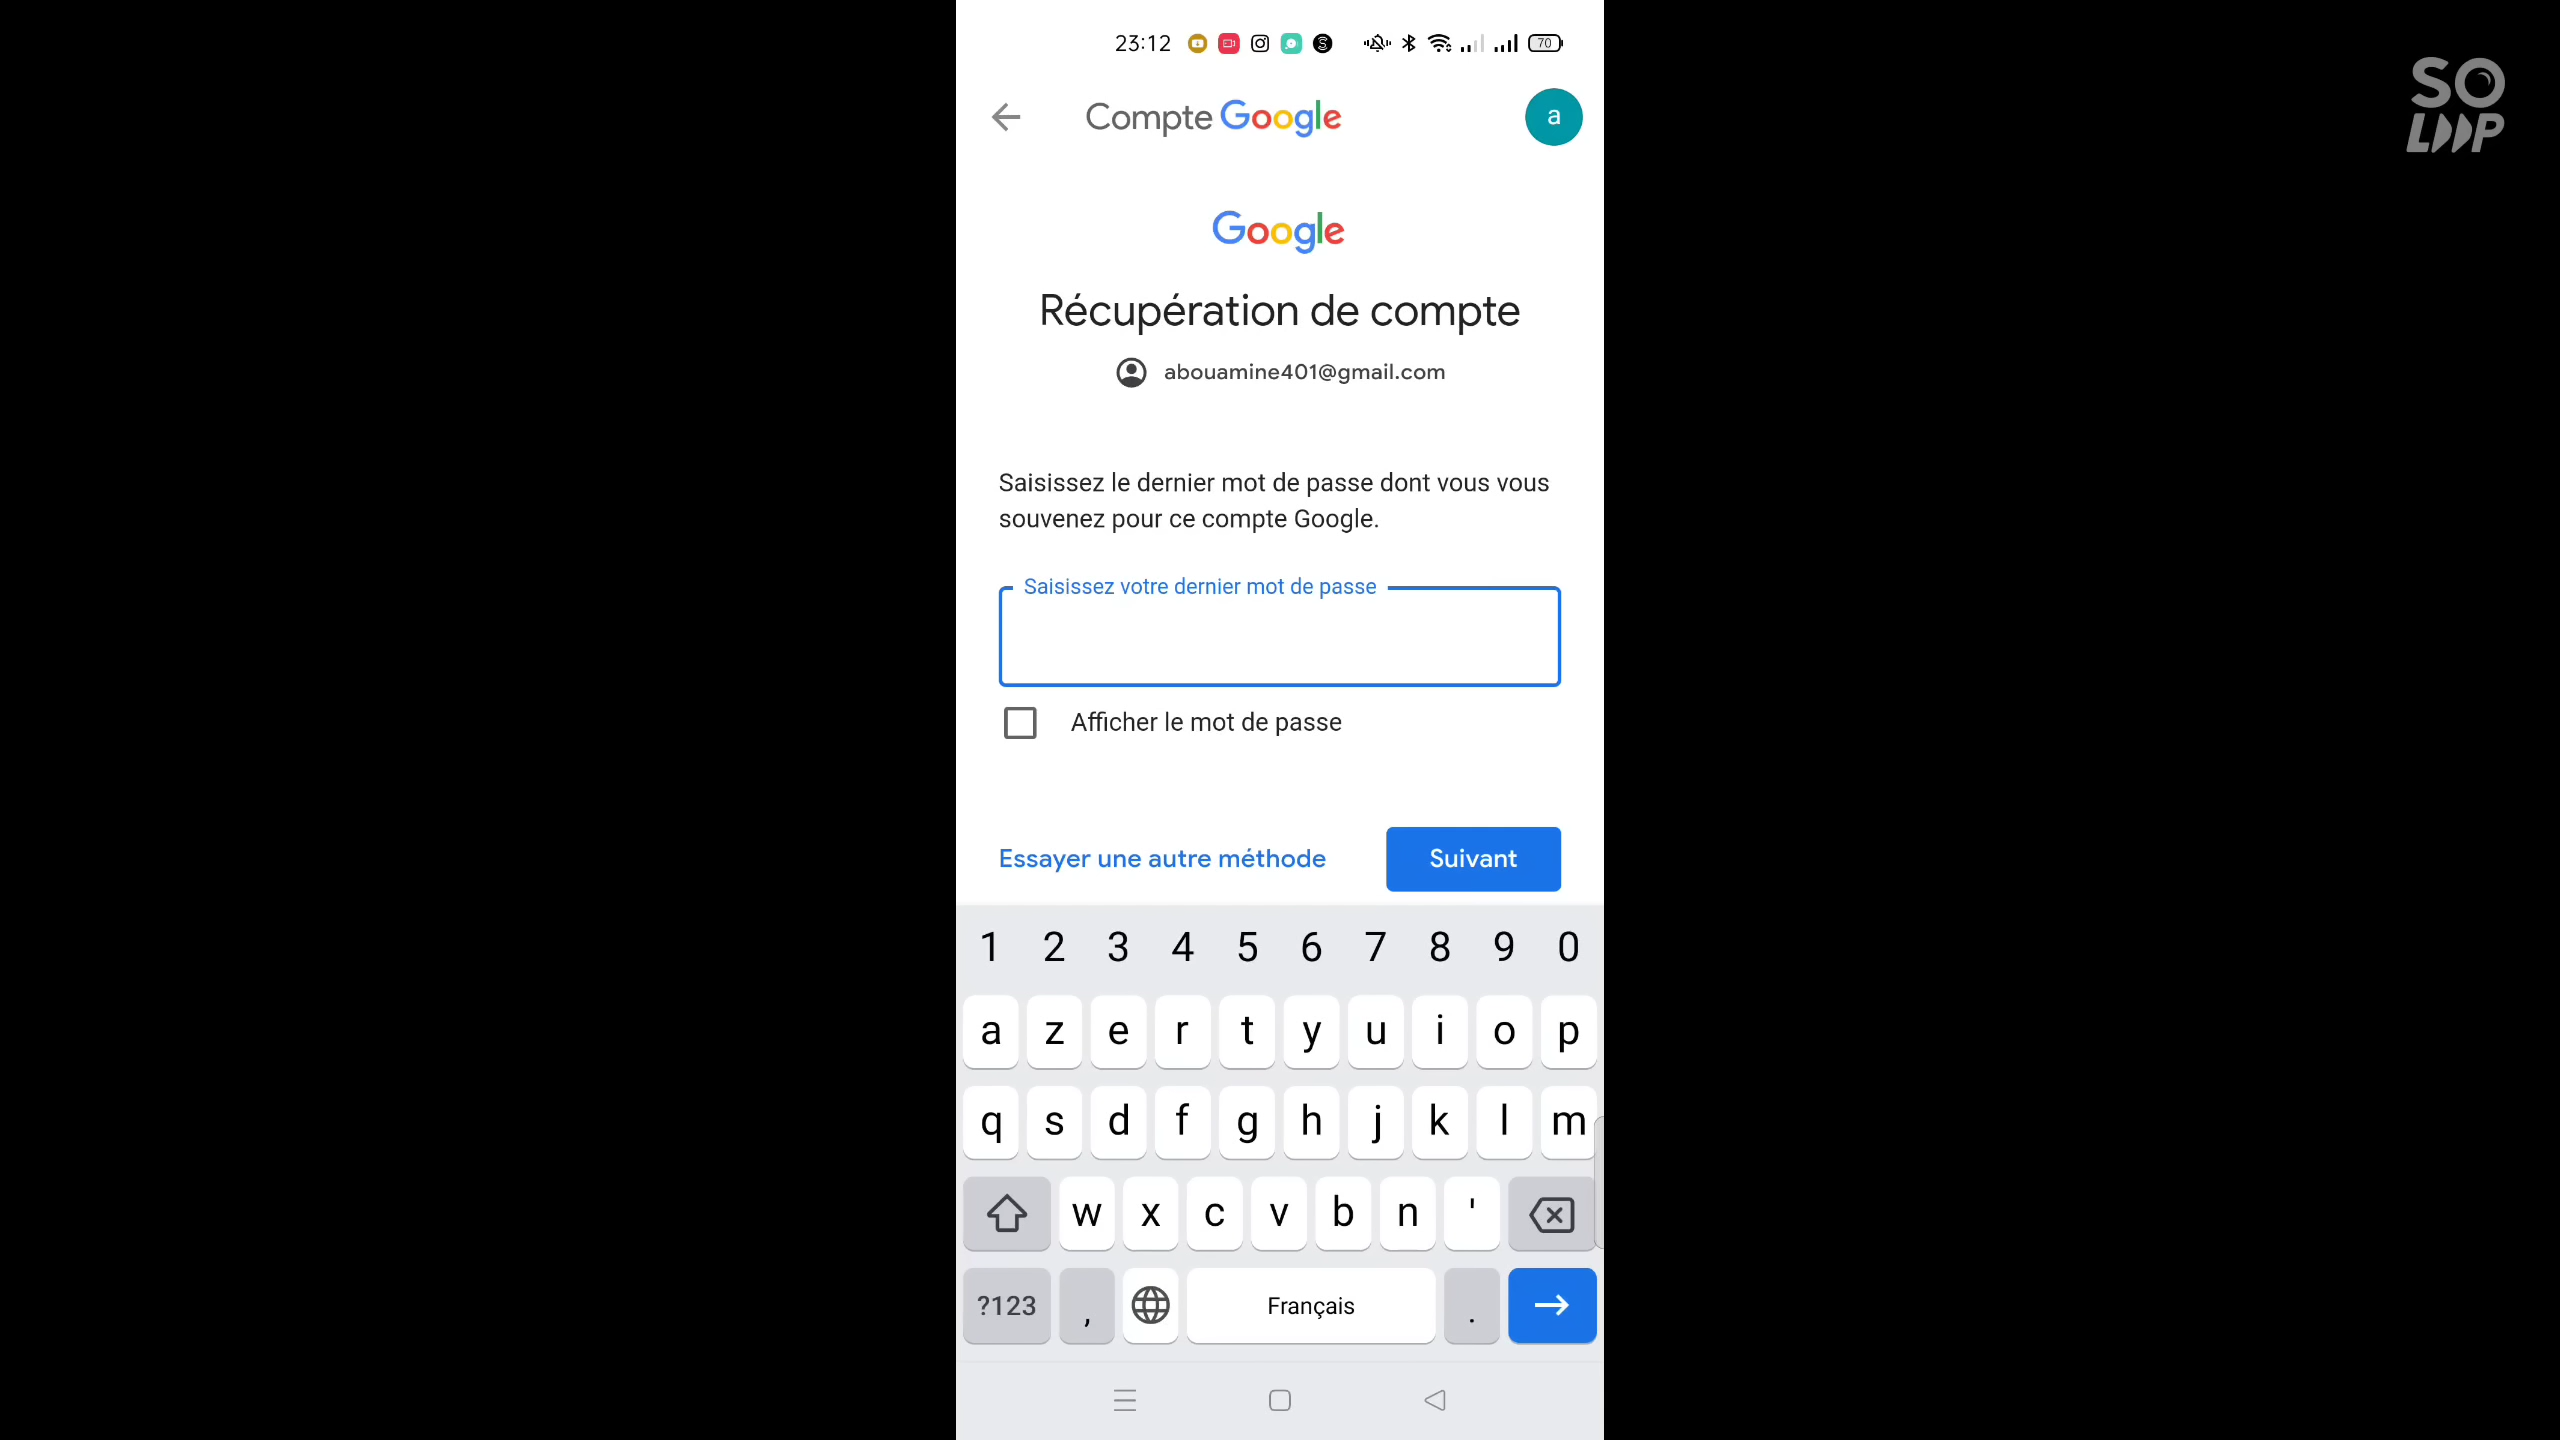 23:12
70
SO
LOOP
Compte Google
a
Google
Récupération de compte
abouamine401@gmail.com
Saisissez le dernier mot de passe dont vous vous
souvenez pour ce compte Google.
Saisissez votre dernier mot de passe
Afficher le mot de passe
Essayer une autre méthode
Suivant
1 2 3 4 5 6 7 8 9 0
a z e r t y u i o p
q s d f g h j k l m
w x c v b n '
?123 , Français .